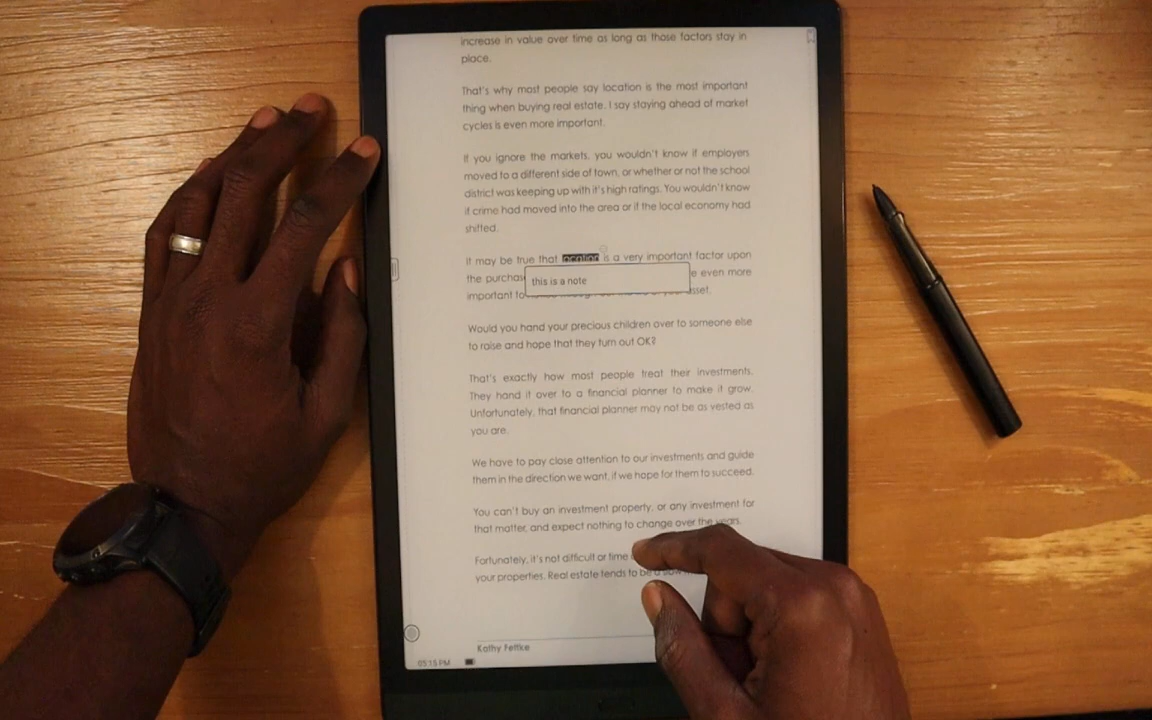 increase in value over time as long as those factors stay in
place.
That's why most people say location is the most important
thing when buying real estate. I say staying ahead of market
cycles is even more important.
If you ignore the markets, you wouldn't know if employers
moved to a different side of town, or whether or not the school
district was keeping up with it's high ratings. You wouldn't know
if crime had moved into the area or if the local economy had
shifted.
It may be true that location is a very important factor upon
the purchas
this is a note
e even more
important to
asset.
Would you hand your precious children over to someone else
to raise and hope that they turn out OK?
That's exactly how most people treat their investments.
They hand it over to a financial planner to make it grow.
Unfortunately, that financial planner may not be as vested as
you are.
We have to pay close attention to our investments and guide
them in the direction we want, if we hope for them to succeed.
You can't buy an investment property, or any investment for
that matter, and expect nothing to change over the years.
Fortunately, it's not difficult or time
your properties. Real estate tends to be a
Kathy Fettke
05:15 PM